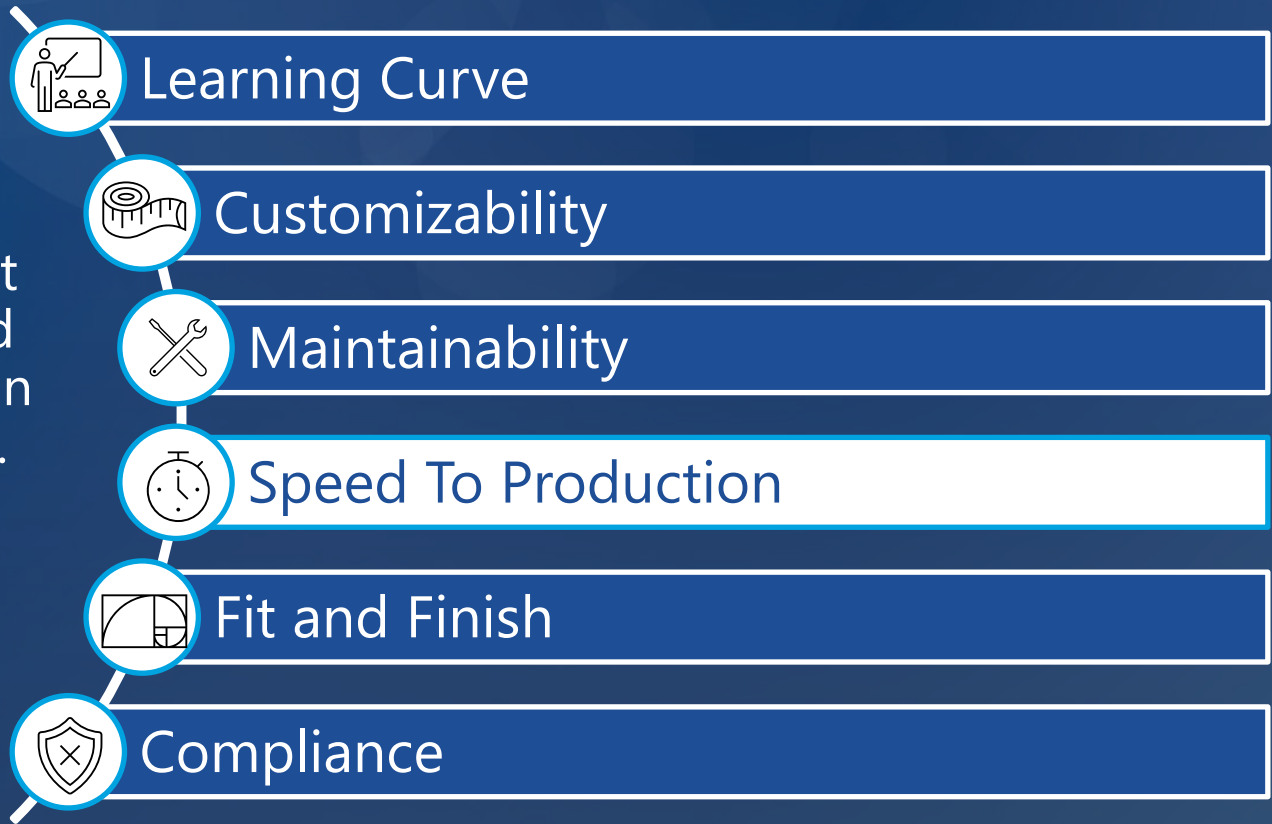 Learning Curve
Customizability
Maintainability
Speed To Production
Fit and Finish
Compliance